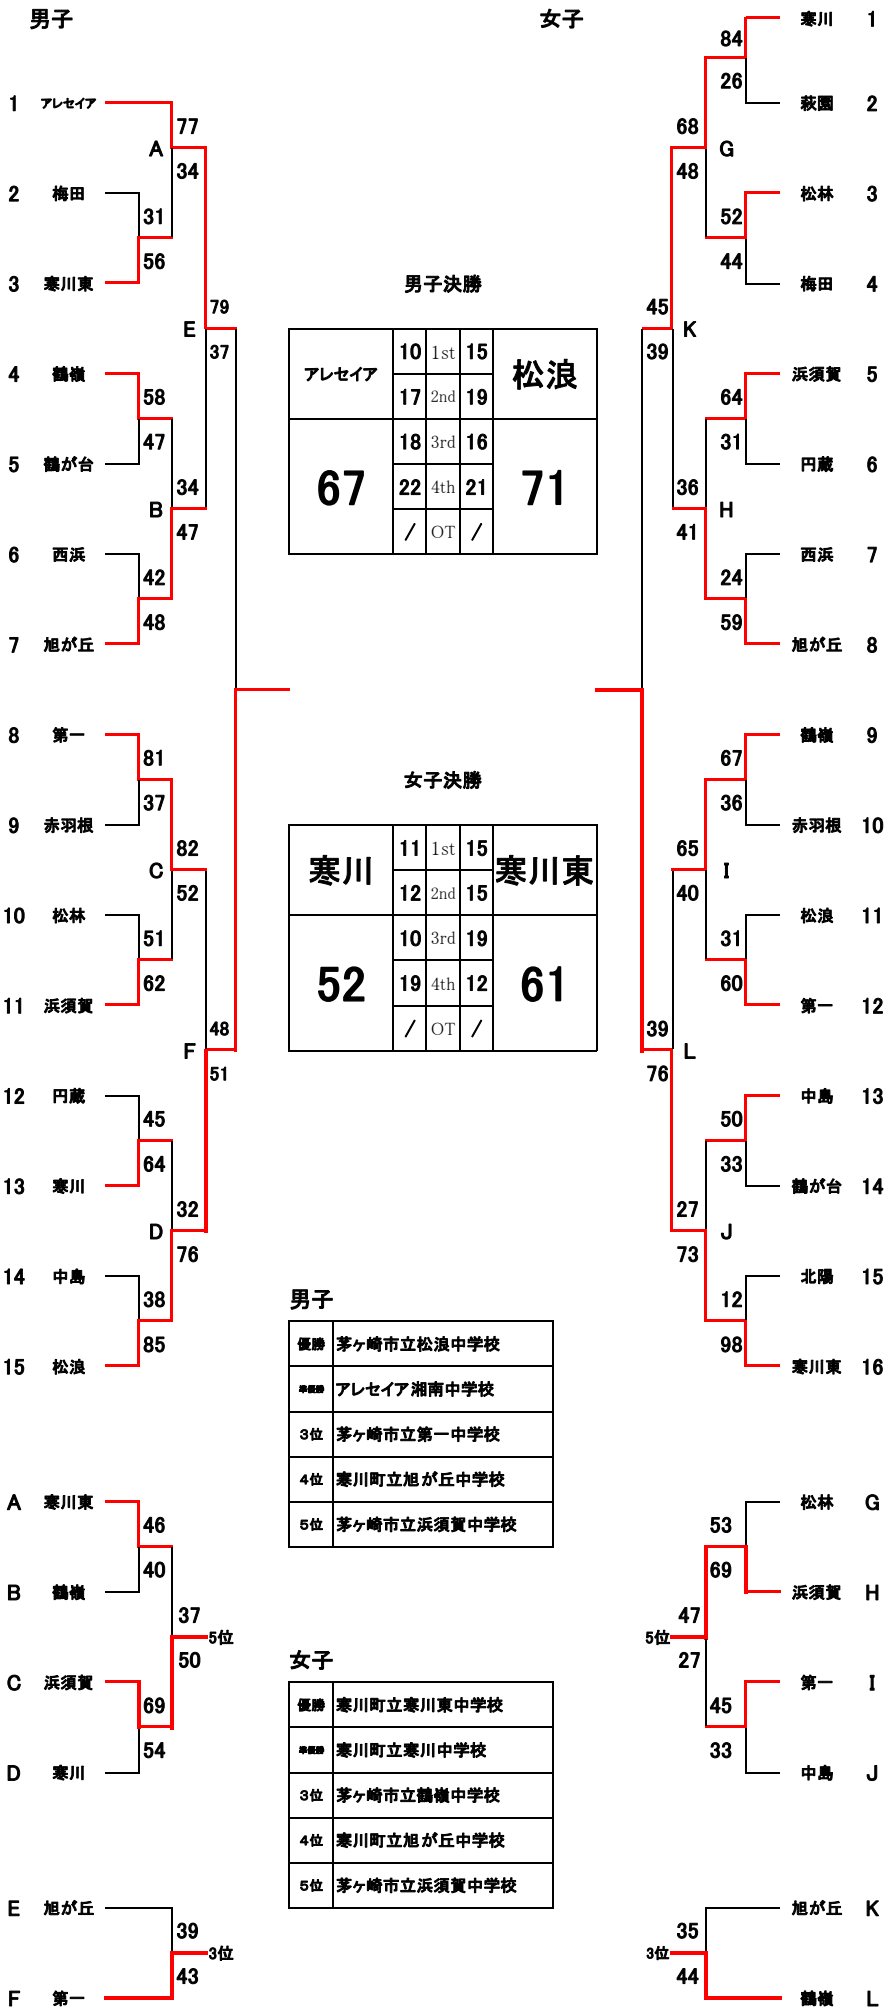 男子
1 アレセイア
77
A
34
2 梅田
31
56
3 寒川東
79
E
37
4 鶴嶺
58
47
5 鶴が台
34
B
47
6 西浜
42
48
7 旭が丘
8 第一
81
37
9 赤羽根
82
C
52
10 松林
51
62
11 浜須賀
48
F
51
12 円蔵
45
64
13 寒川
32
D
76
14 中島
38
85
15 松浪
A 寒川東
46
40
B 鶴嶺
37
5位
50
C 浜須賀
69
54
D 寒川
E 旭が丘
39
3位
43
F 第一
男子決勝
アレセイア 10 1st 15 松浪
17 2nd 19
67 18 3rd 16 71
22 4th 21
/ OT /
女子決勝
寒川 11 1st 15 寒川東
12 2nd 15
52 10 3rd 19 61
19 4th 12
/ OT /
男子
優勝 茅ヶ崎市立松浪中学校
準優勝 アレセイア湘南中学校
3位 茅ヶ崎市立第一中学校
4位 寒川町立旭が丘中学校
5位 茅ヶ崎市立浜須賀中学校
女子
優勝 寒川町立寒川東中学校
準優勝 寒川町立寒川中学校
3位 茅ヶ崎市立鶴嶺中学校
4位 寒川町立旭が丘中学校
5位 茅ヶ崎市立浜須賀中学校
女子
寒川 1
84
26
萩園 2
68
G
48
松林 3
52
44
梅田 4
45
K
39
浜須賀 5
64
31
円蔵 6
36
H
41
西浜 7
24
59
旭が丘 8
鶴嶺 9
67
36
赤羽根 10
65
I
40
松浪 11
31
60
第一 12
39
L
76
中島 13
50
33
鶴が台 14
27
J
73
北陽 15
12
98
寒川東 16
松林 G
53
69
浜須賀 H
47
5位
27
第一 I
45
33
中島 J
旭が丘 K
35
3位
44
鶴嶺 L